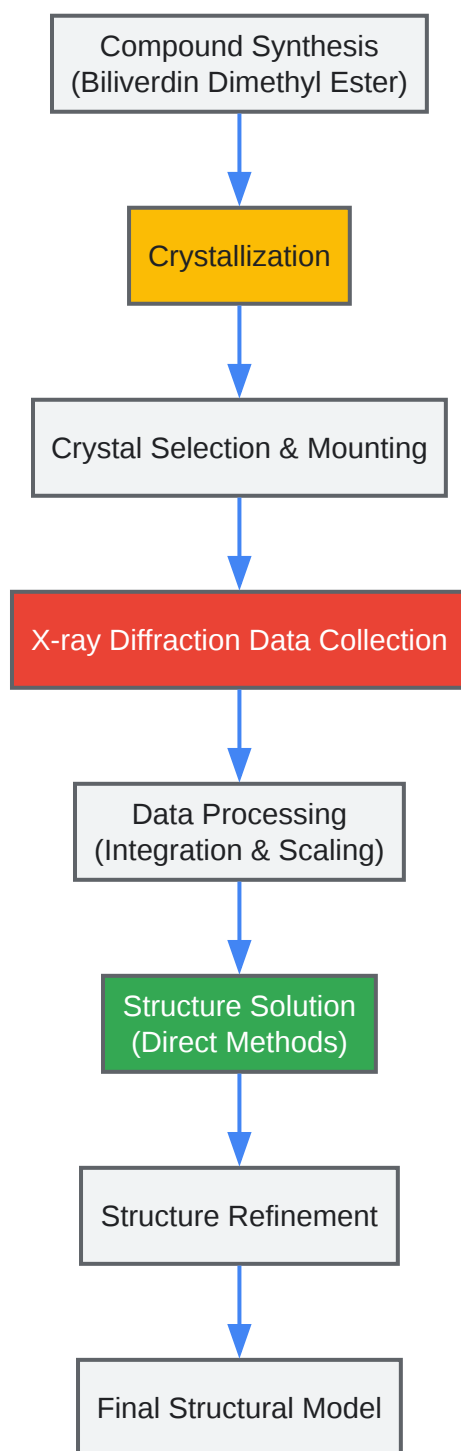 Compound Synthesis
(Biliverdin Dimethyl Ester)
Crystallization
Crystal Selection & Mounting
X-ray Diffraction Data Collection
Data Processing
(Integration & Scaling)
Structure Solution
(Direct Methods)
Structure Refinement
Final Structural Model